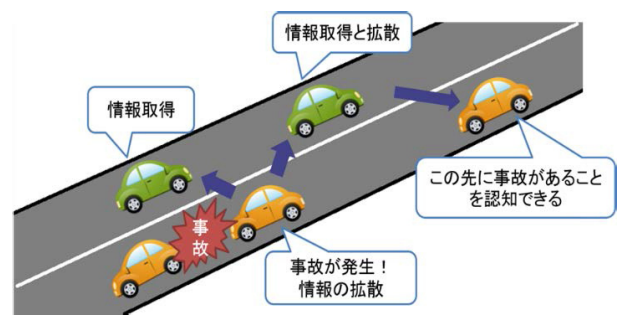 情報取得と拡散
情報取得
この先に事故があること
を認知できる
事故
事故が発生！
情報の拡散